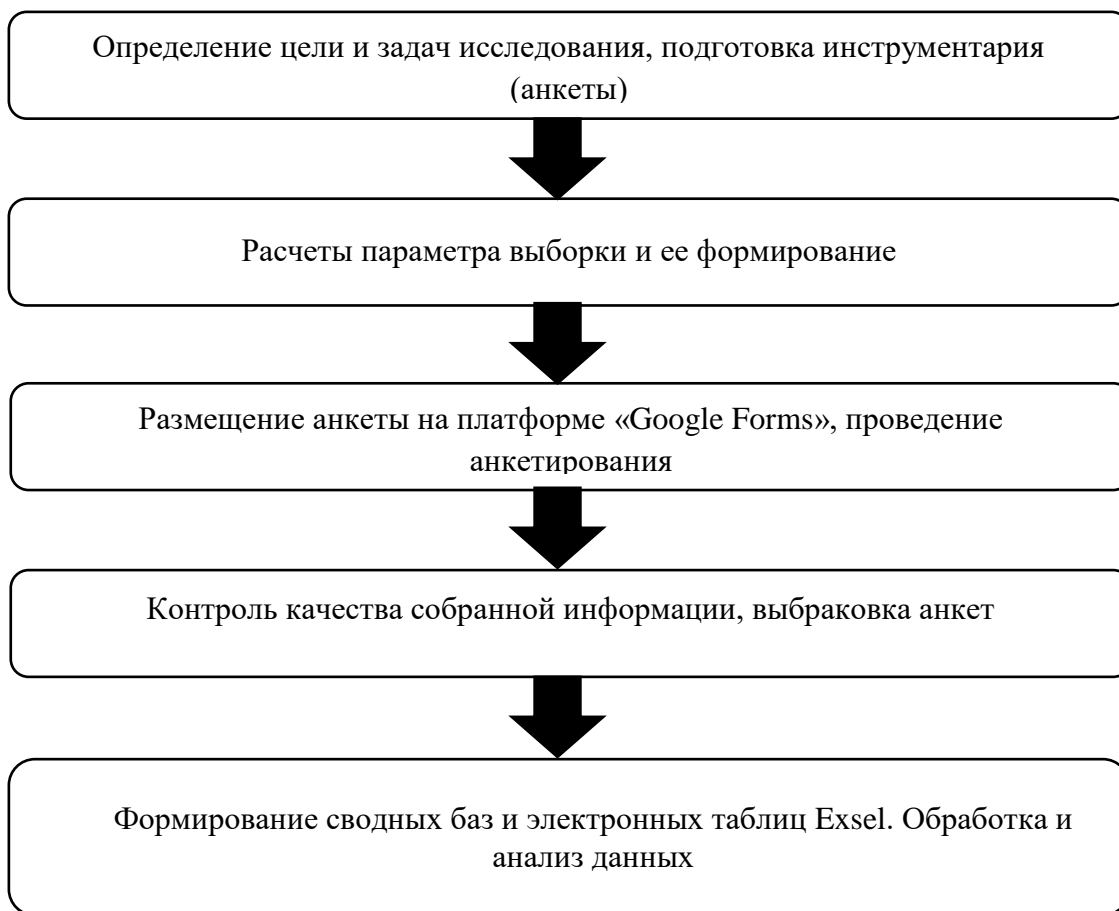 Определение цели и задач исследования, подготовка инструментария
(анкеты)
Расчеты параметра выборки и ее формирование
Размещение анкеты на платформе «Google Forms», проведение
анкетирования
Контроль качества собранной информации, выбраковка анкет
Формирование сводных баз и электронных таблиц Exsel. Обработка и
анализ данных